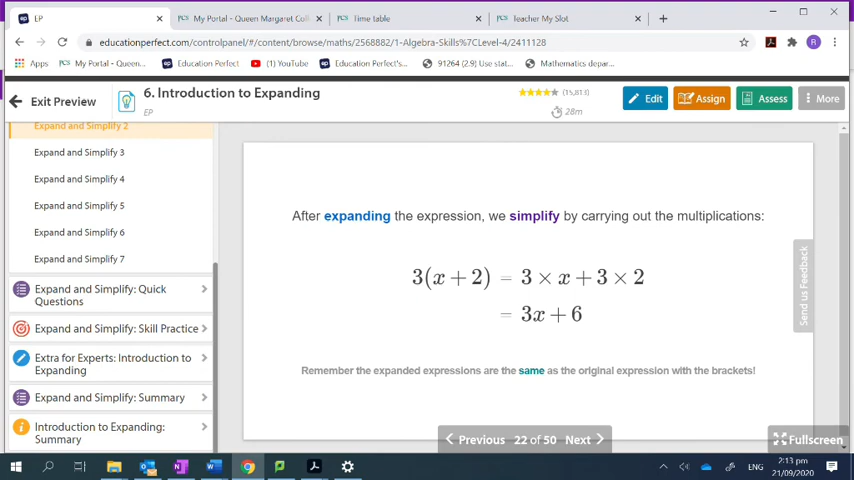 EP
My Portal - Queen Margaret Coll
Time table
Teacher My Slot
educationperfect.com/controlpanel/#/content/browse/maths/2568882/1-Algebra-Skills%CLevel-4/2411128
R
Apps
My Portal - Queen...
Education Perfect
(1) YouTube
Education Perfect's...
91264 (2.9) Use stat...
Mathematics depar...
Exit Preview
6. Introduction to Expanding
EP
(15,813)
28m
Edit
Assign
Assess
More
Expand and Simplify 2
Expand and Simplify 3
Expand and Simplify 4
Expand and Simplify 5
Expand and Simplify 6
Expand and Simplify 7
Expand and Simplify: Quick
Questions
Expand and Simplify: Skill Practice
Extra for Experts: Introduction to
Expanding
Expand and Simplify: Summary
Introduction to Expanding:
Summary
After expanding the expression, we simplify by carrying out the multiplications:
3(x + 2) = 3 × x + 3 × 2
= 3x + 6
Remember the expanded expressions are the same as the original expression with the brackets!
Send us Feedback
Previous 22 of 50 Next
Fullscreen
ENG
2:13 pm
21/09/2020